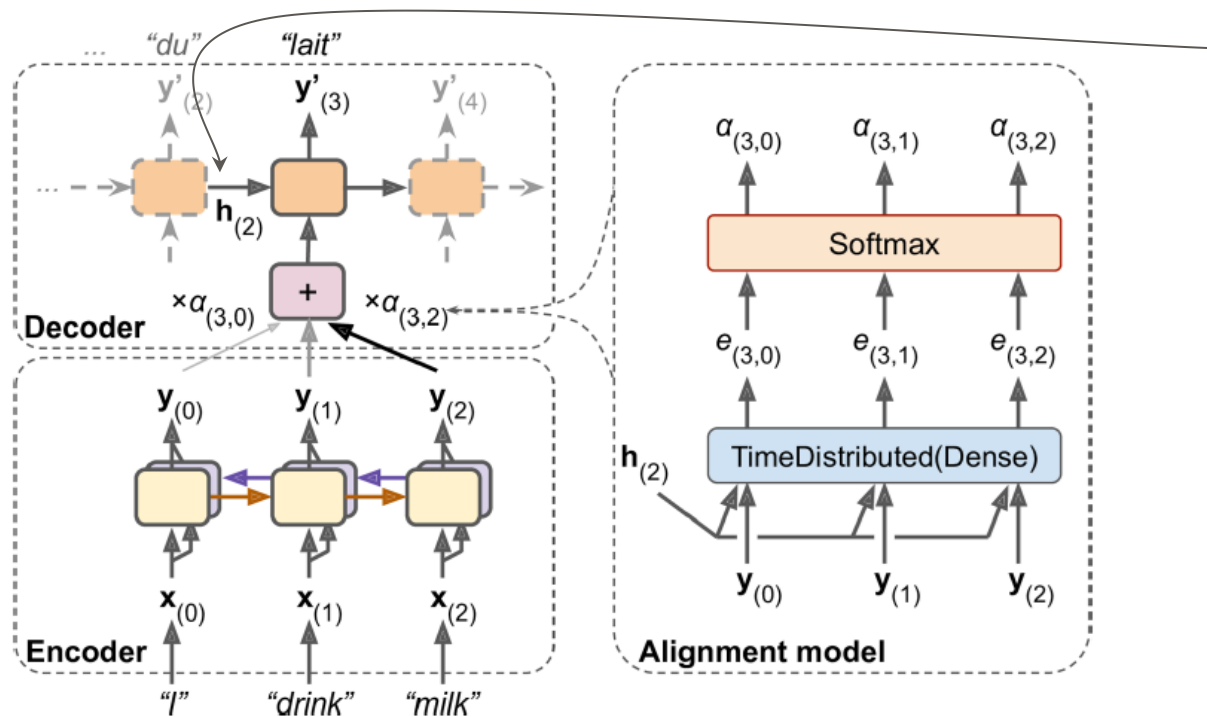 ... “du” “lait”
y’(2) y’(3) y’(4)
...
h(2)
+
×α(3,0) ×α(3,2)
Decoder
y(0) y(1) y(2)
x(0) x(1) x(2)
Encoder
“I” “drink” “milk”
α(3,0) α(3,1) α(3,2)
Softmax
e(3,0) e(3,1) e(3,2)
TimeDistributed(Dense)
h(2)
y(0) y(1) y(2)
Alignment model